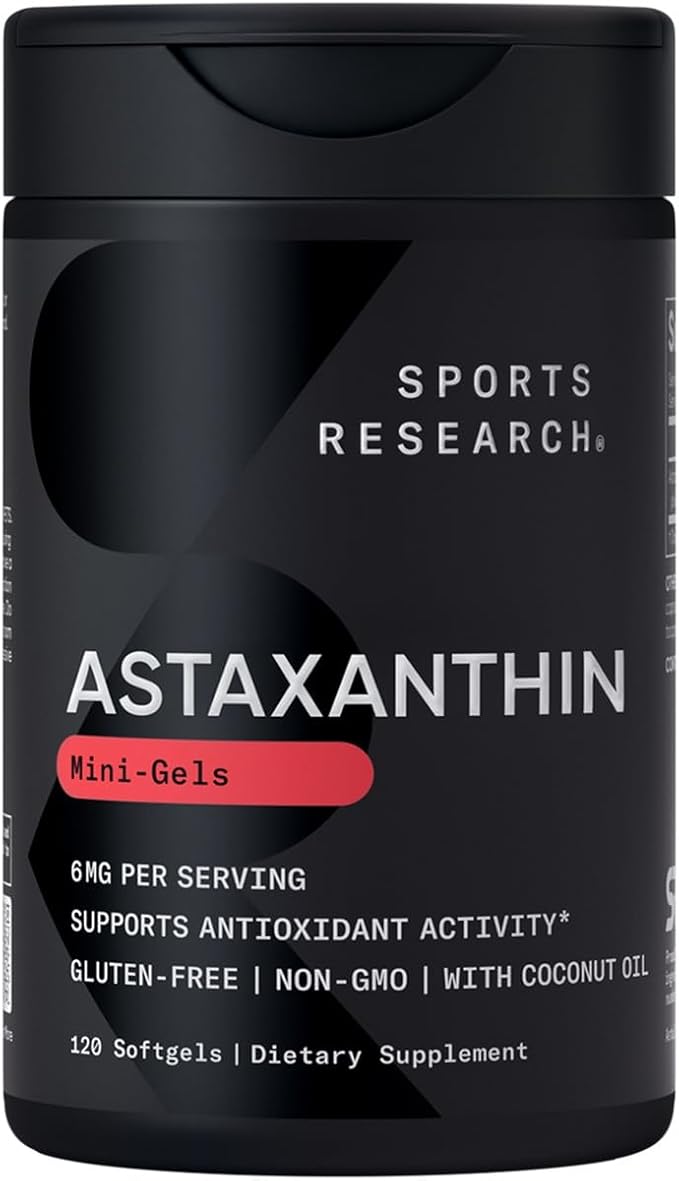 SPORTS
RESEARCH®
ASTAXANTHIN
Mini-Gels
6MG PER SERVING
SUPPORTS ANTIOXIDANT ACTIVITY*
GLUTEN-FREE | NON-GMO | WITH COCONUT OIL
120 Softgels | Dietary Supplement